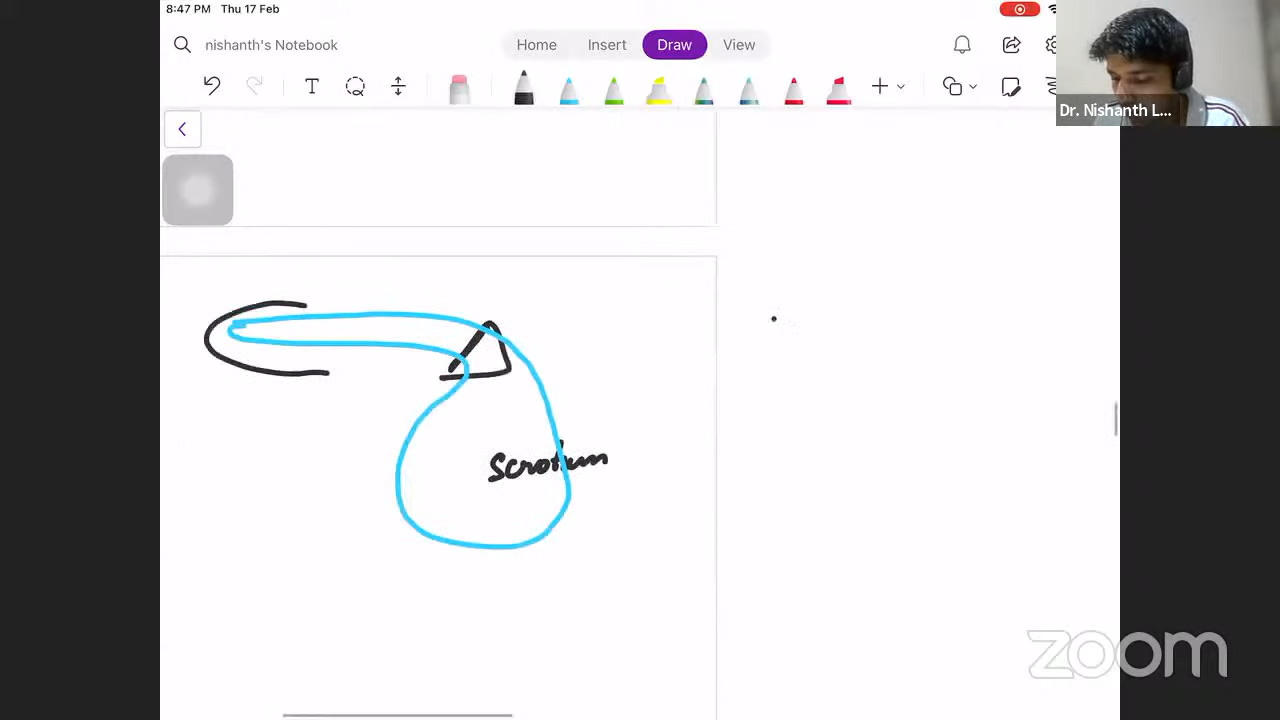 8:47 PM Thu 17 Feb
nishanth's Notebook
Home Insert Draw View
Dr. Nishanth L...
Scrotum
zoom